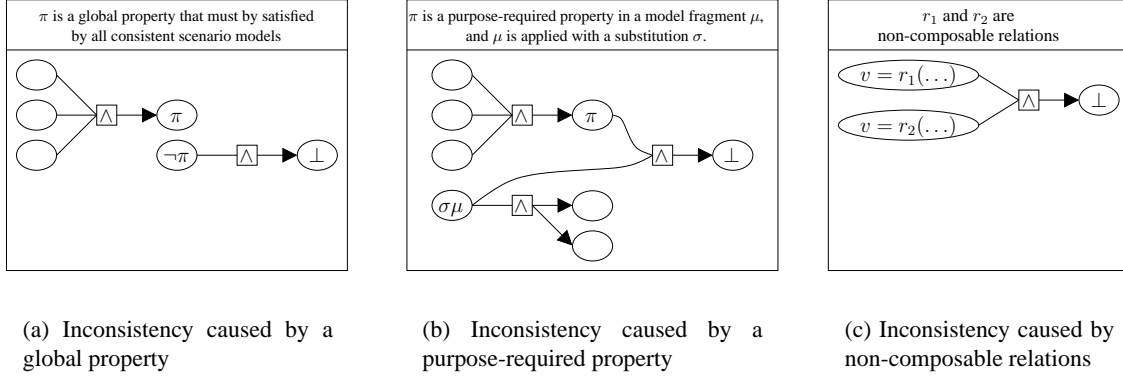 π is a global property that must by satisfied
by all consistent scenario models
π
∧
¬π
∧
⊥
(a) Inconsistency caused by a
global property
π is a purpose-required property in a model fragment μ,
and μ is applied with a substitution σ.
∧
π
∧
⊥
σμ
∧
(b) Inconsistency caused by a
purpose-required property
r₁ and r₂ are
non-composable relations
v = r₁(...)
∧
⊥
v = r₂(...)
(c) Inconsistency caused by
non-composable relations